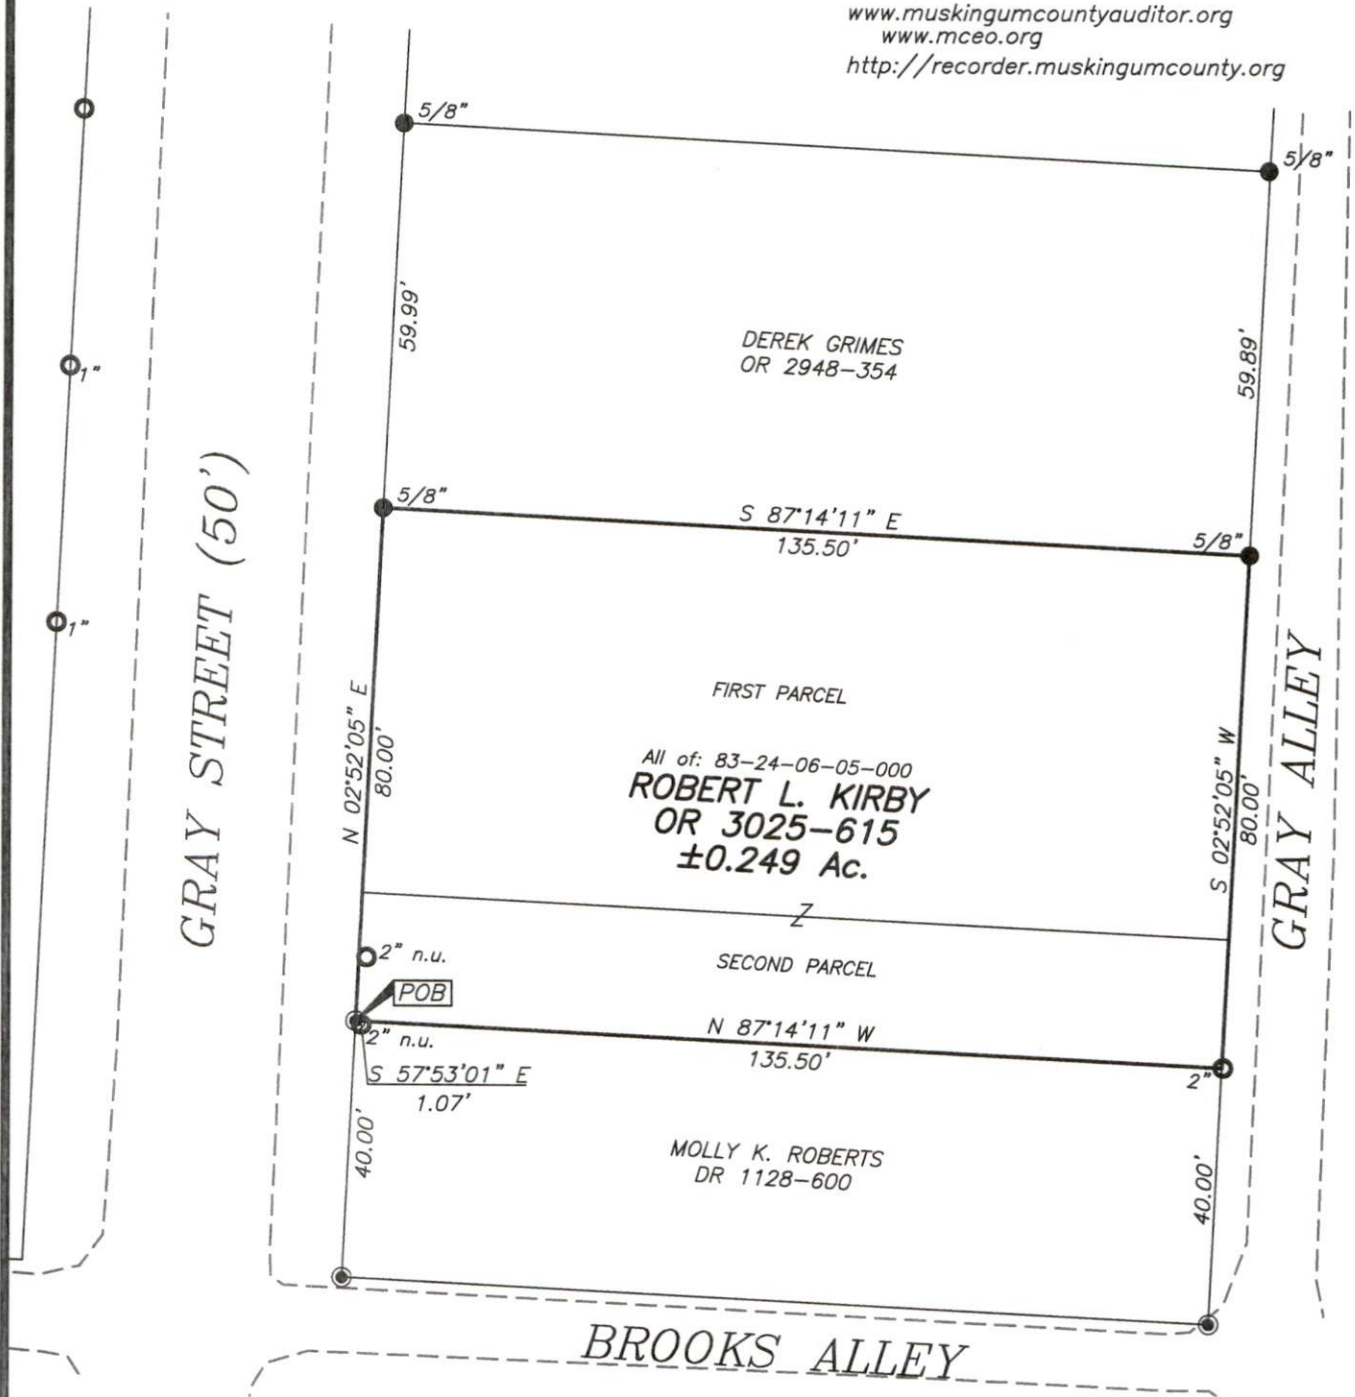 www.muskingumcountyauditor.org
www.mceo.org
http://recorder.muskingumcounty.org
5/8"
5/8"
59.99'
DEREK GRIMES
OR 2948-354
59.89'
1"
GRAY STREET (50')
5/8"
S 87°14'11" E
135.50'
5/8"
1"
N 02°52'05" E
80.00'
FIRST PARCEL
All of: 83-24-06-05-000
ROBERT L. KIRBY
OR 3025-615
±0.249 Ac.
S 02°52'05" W
80.00'
GRAY ALLEY
Z
2" n.u.
SECOND PARCEL
POB
2" n.u.
N 87°14'11" W
135.50'
S 57°53'01" E
1.07'
2"
40.00'
MOLLY K. ROBERTS
DR 1128-600
40.00'
BROOKS ALLEY